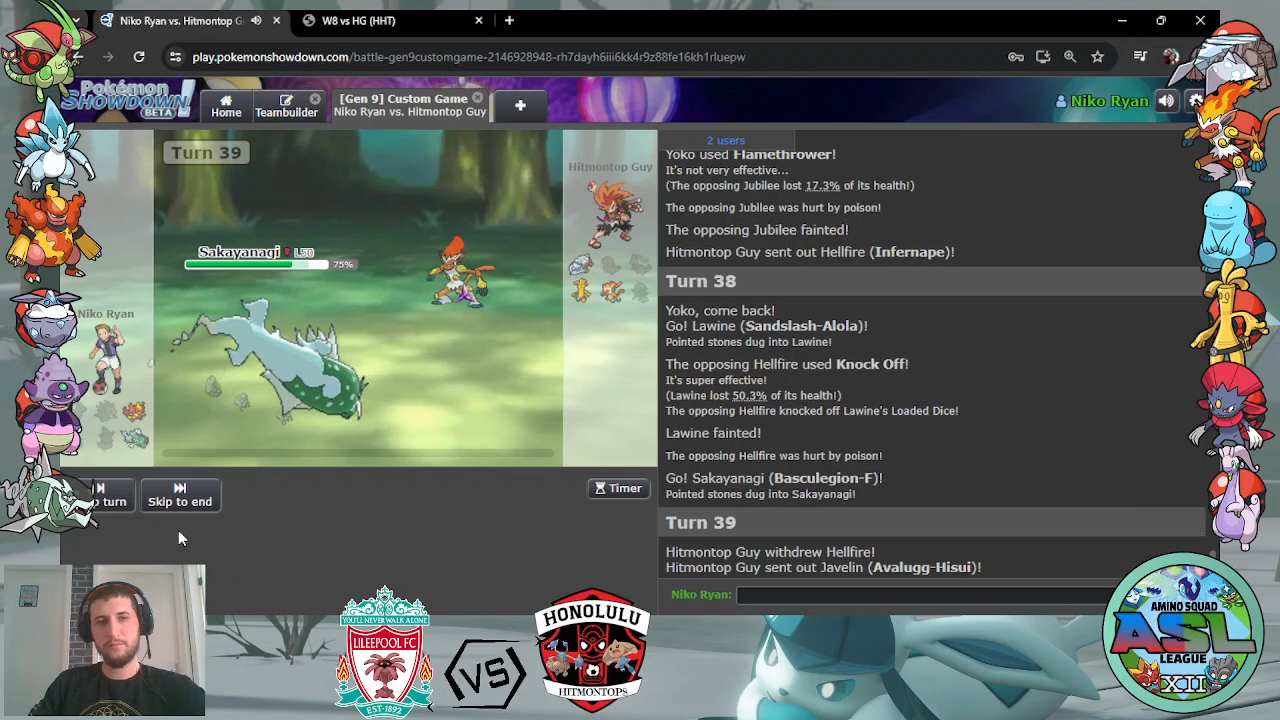 Niko Ryan vs. Hitmontop G
W8 vs HG (HHT)
play.pokemonshowdown.com/battle-gen9customgame-2146928948-rh7dayh6iii6kk4r9z88fe16kh1rluepw
Pokémon
SHOWDOWN!
BETA
Home
Teambuilder
[Gen 9] Custom Game
Niko Ryan vs. Hitmontop Guy
Niko Ryan
Turn 39
Hitmontop Guy
Sakayanagi L50
75%
Niko Ryan
2 users
Yoko used Flamethrower!
It's not very effective...
(The opposing Jubilee lost 17.3% of its health!)
The opposing Jubilee was hurt by poison!
The opposing Jubilee fainted!
Hitmontop Guy sent out Hellfire (Infernape)!
Turn 38
Yoko, come back!
Go! Lawine (Sandslash-Alola)!
Pointed stones dug into Lawine!
The opposing Hellfire used Knock Off!
It's super effective!
(Lawine lost 50.3% of its health!)
The opposing Hellfire knocked off Lawine's Loaded Dice!
Lawine fainted!
The opposing Hellfire was hurt by poison!
Go! Sakayanagi (Basculegion-F)!
Pointed stones dug into Sakayanagi!
Turn 39
Hitmontop Guy withdrew Hellfire!
Hitmontop Guy sent out Javelin (Avalugg-Hisui)!
Niko Ryan:
p turn
Skip to end
Timer
YOU'LL NEVER WALK ALONE
LILEEPOOL FC
EST·1892
VS
HONOLULU
HITMONTOPS
AMINO SQUAD
ASL
LEAGUE
XII